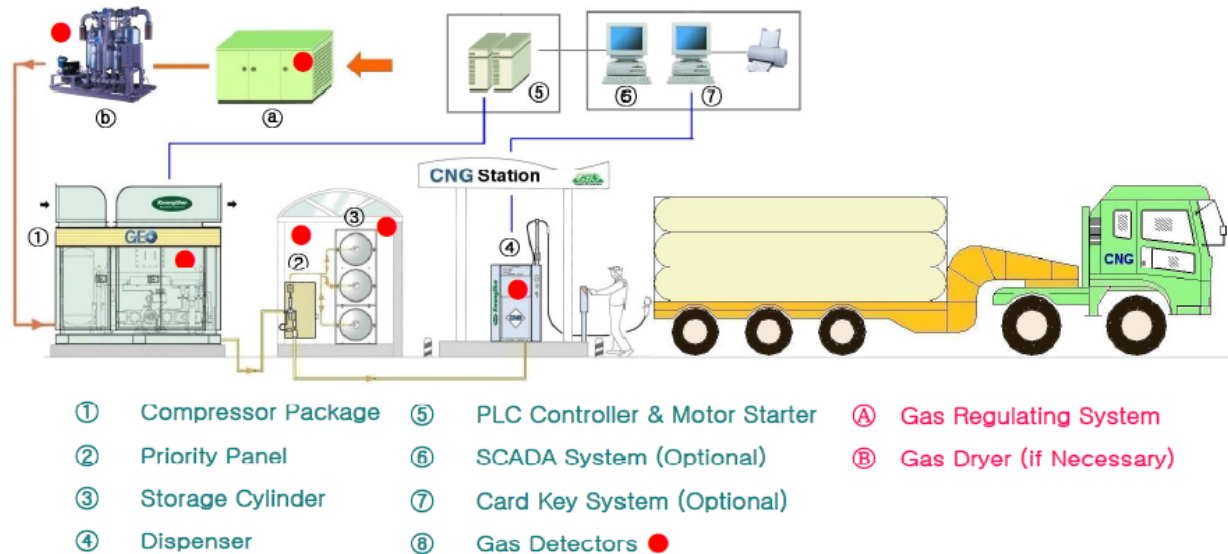 ⓑ
ⓐ
⑤
⑥
⑦
CNG Station
③
KwangShin
①
GEO
②
④
CNG
① Compressor Package
② Priority Panel
③ Storage Cylinder
④ Dispenser
⑤ PLC Controller & Motor Starter
⑥ SCADA System (Optional)
⑦ Card Key System (Optional)
⑧ Gas Detectors
Ⓐ Gas Regulating System
Ⓑ Gas Dryer (if Necessary)